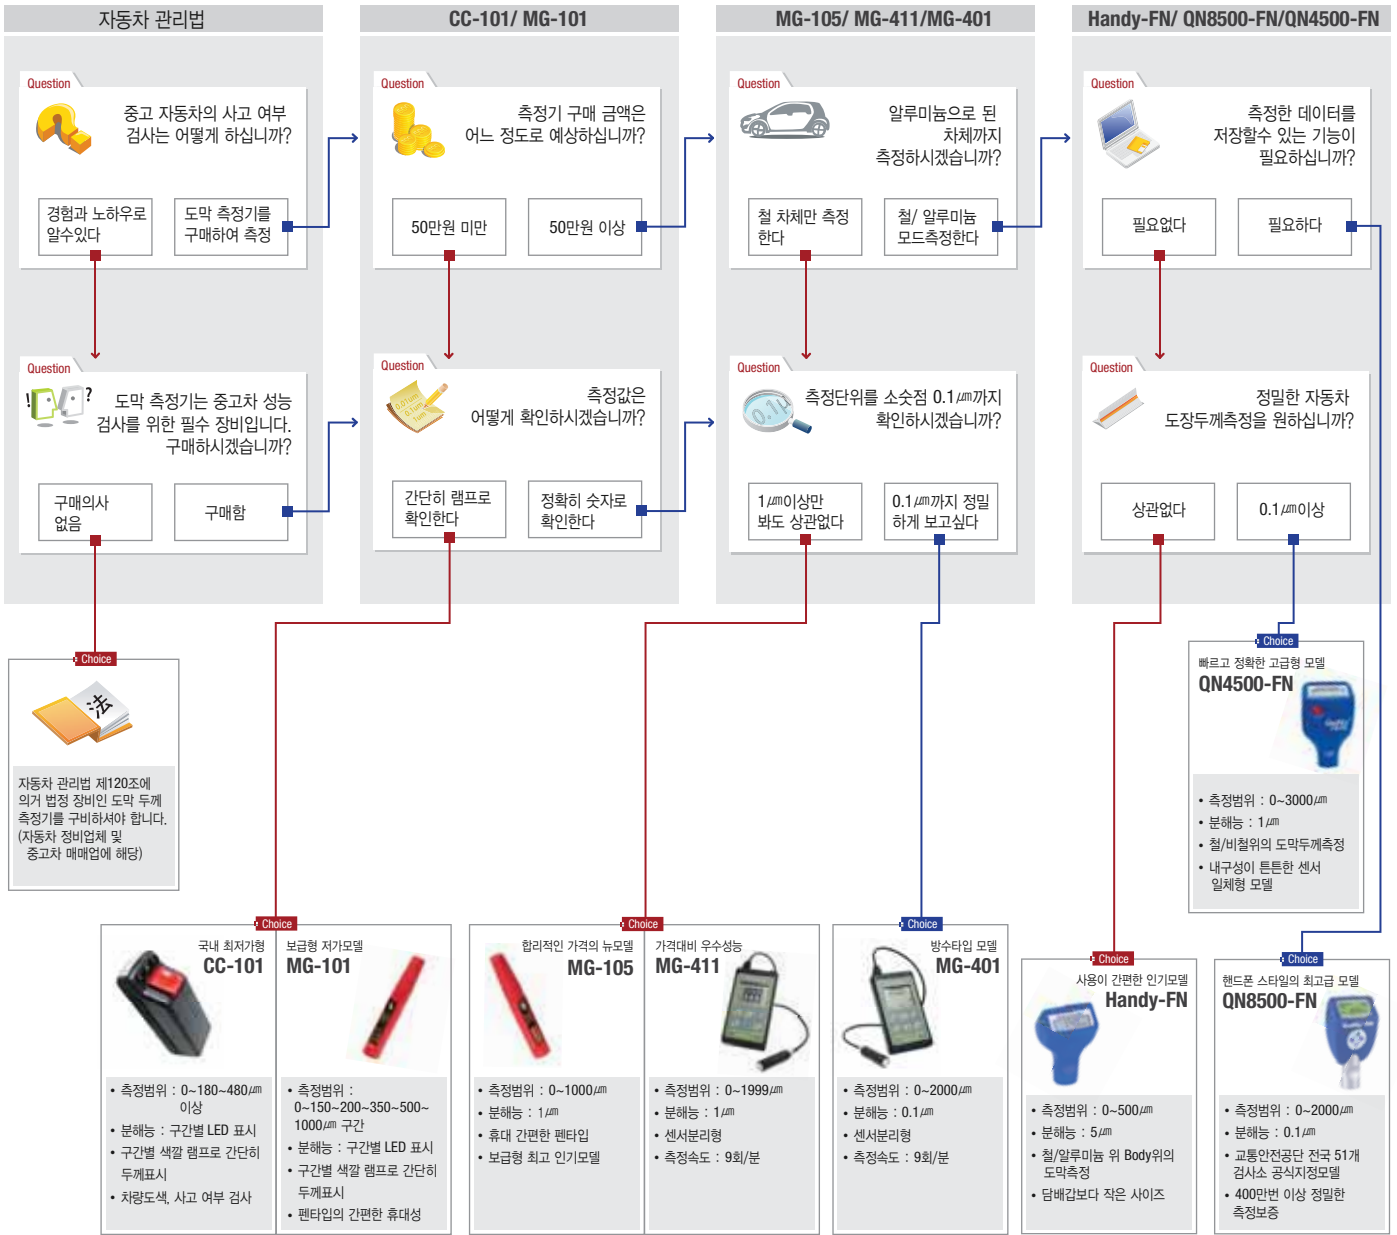 자동차 관리법
Question
중고 자동차의 사고 여부
검사는 어떻게 하십니까?
경험과 노하우로
알수있다
도막 측정기를
구매하여 측정
Question
!
?
도막 측정기는 중고차 성능
검사를 위한 필수 장비입니다.
구매하시겠습니까?
구매의사
없음
구매함
CC-101/ MG-101
Question
측정기 구매 금액은
어느 정도로 예상하십니까?
50만원 미만
50만원 이상
Question
0.01μm
0.1μm
1μm
측정값은
어떻게 확인하시겠습니까?
간단히 램프로
확인한다
정확히 숫자로
확인한다
MG-105/ MG-411/MG-401
Question
알루미늄으로 된
차체까지
측정하시겠습니까?
철 차체만 측정
한다
철/ 알루미늄
모드측정한다
Question
0.1μ
측정단위를 소숫점 0.1㎛까지
확인하시겠습니까?
1㎛이상만
봐도 상관없다
0.1㎛까지 정밀
하게 보고싶다
Handy-FN/ QN8500-FN/QN4500-FN
Question
측정한 데이터를
저장할수 있는 기능이
필요하십니까?
필요없다
필요하다
Question
정밀한 자동차
도장두께측정을 원하십니까?
상관없다
0.1㎛이상
Choice
法
자동차 관리법 제120조에
의거 법정 장비인 도막 두께
측정기를 구비하셔야 합니다.
(자동차 정비업체 및
중고차 매매업에 해당)
Choice
국내 최저가형
CC-101
• 측정범위 : 0~180~480㎛
이상
• 분해능 : 구간별 LED 표시
• 구간별 색깔 램프로 간단히
두께표시
• 차량도색, 사고 여부 검사
보급형 저가모델
MG-101
• 측정범위 :
0~150~200~350~500~
1000㎛ 구간
• 분해능 : 구간별 LED 표시
• 구간별 색깔 램프로 간단히
두께표시
• 펜타입의 간편한 휴대성
Choice
합리적인 가격의 뉴모델
MG-105
• 측정범위 : 0~1000㎛
• 분해능 : 1㎛
• 휴대 간편한 펜타입
• 보급형 최고 인기모델
가격대비 우수성능
MG-411
• 측정범위 : 0~1999㎛
• 분해능 : 1㎛
• 센서분리형
• 측정속도 : 9회/분
Choice
방수타입 모델
MG-401
• 측정범위 : 0~2000㎛
• 분해능 : 0.1㎛
• 센서분리형
• 측정속도 : 9회/분
Choice
사용이 간편한 인기모델
Handy-FN
• 측정범위 : 0~500㎛
• 분해능 : 5㎛
• 철/알루미늄 위 Body위의
도막측정
• 담배갑보다 작은 사이즈
Choice
빠르고 정확한 고급형 모델
QN4500-FN
• 측정범위 : 0~3000㎛
• 분해능 : 1㎛
• 철/비철위의 도막두께측정
• 내구성이 튼튼한 센서
일체형 모델
Choice
핸드폰 스타일의 최고급 모델
QN8500-FN
• 측정범위 : 0~2000㎛
• 분해능 : 0.1㎛
• 교통안전공단 전국 51개
검사소 공식지정모델
• 400만번 이상 정밀한
측정보증